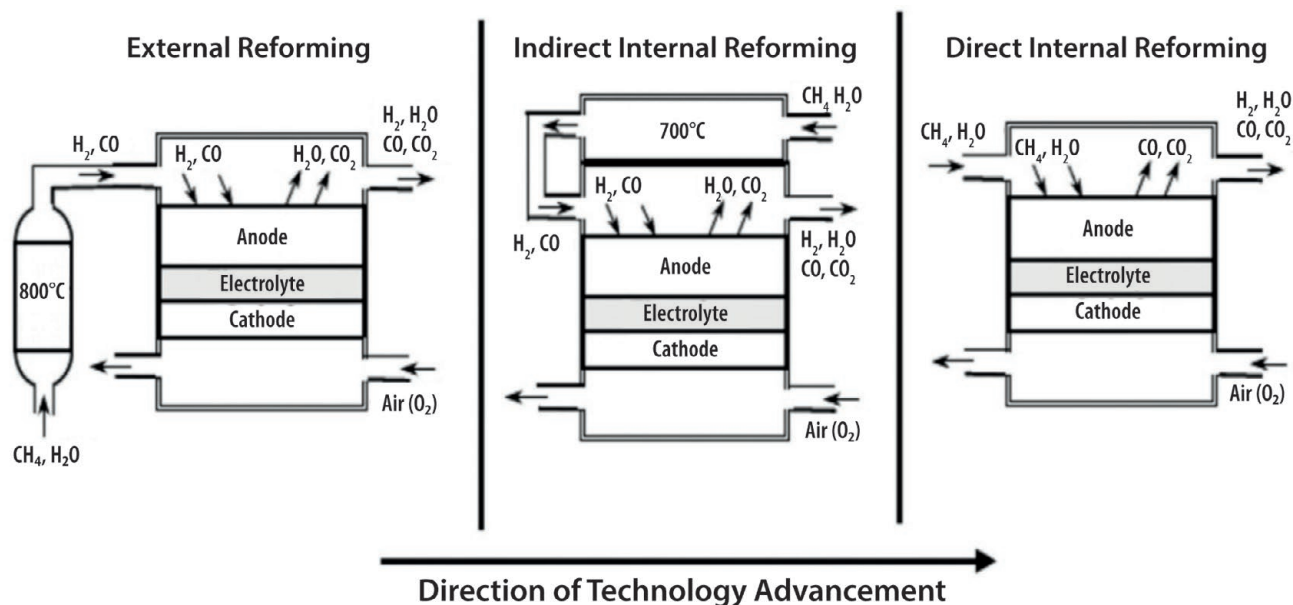 External Reforming
H₂, CO
H₂, CO
H₂O, CO₂
H₂, H₂O
CO, CO₂
Anode
Electrolyte
Cathode
800°C
Air (O₂)
CH₄, H₂O
Indirect Internal Reforming
CH₄ H₂O
700°C
H₂, CO
H₂O, CO₂
H₂, CO
H₂, H₂O
CO, CO₂
Anode
Electrolyte
Cathode
Air (O₂)
Direct Internal Reforming
CH₄, H₂O
CH₄, H₂O
CO, CO₂
H₂, H₂O
CO, CO₂
Anode
Electrolyte
Cathode
Air (O₂)
Direction of Technology Advancement